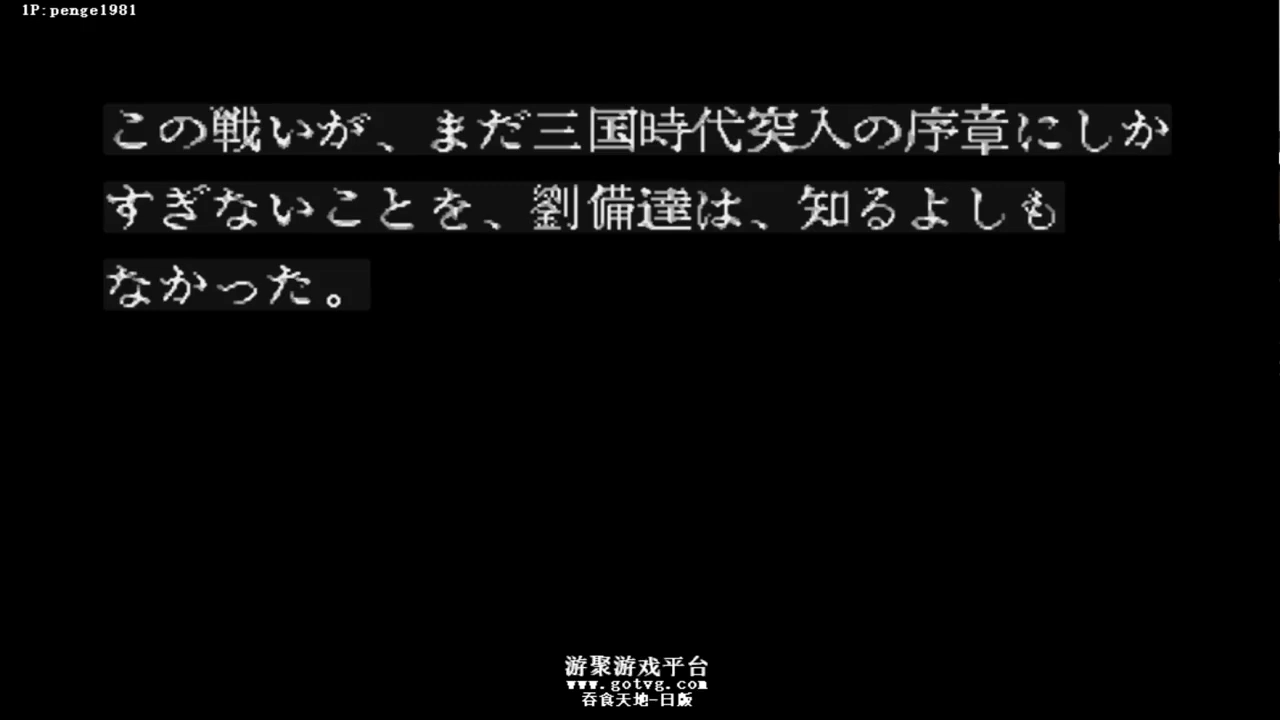 1P:penge1981
この戦いが、まだ三国時代突入の序章にしか
すぎないことを、劉備達は、知るよしも
なかった。
游聚游戏平台
www.gotvg.com
吞食天地-日版